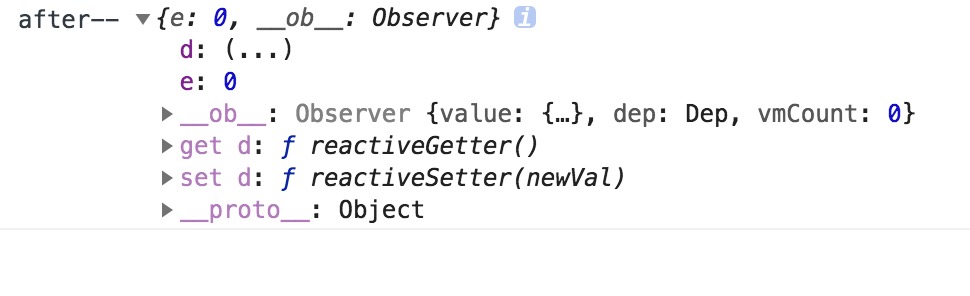 after-- ▼{e: 0, __ob__: Observer} i
d: (...)
e: 0
▶__ob__: Observer {value: {…}, dep: Dep, vmCount: 0}
▶get d: ƒ reactiveGetter()
▶set d: ƒ reactiveSetter(newVal)
▶__proto__: Object